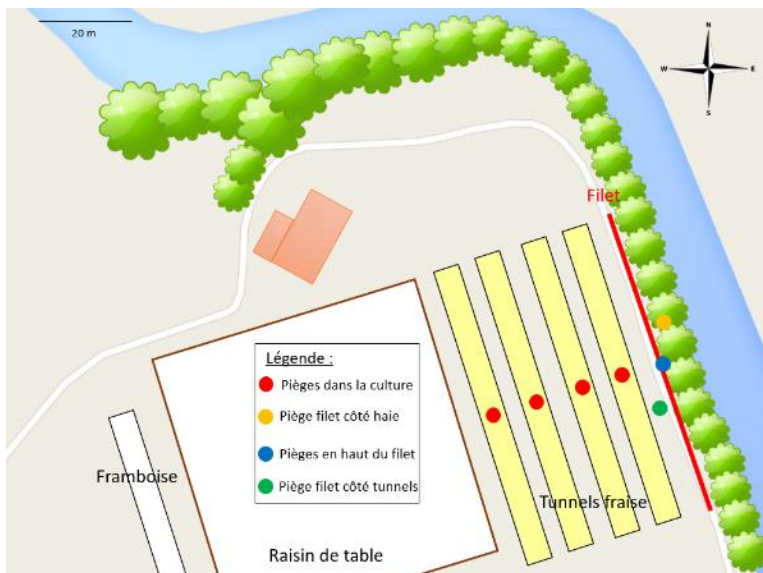 20 m
N
W
E
S
Filet
Légende :
Pièges dans la culture
Piège filet côté haie
Pièges en haut du filet
Piège filet côté tunnels
Framboise
Tunnels fraise
Raisin de table